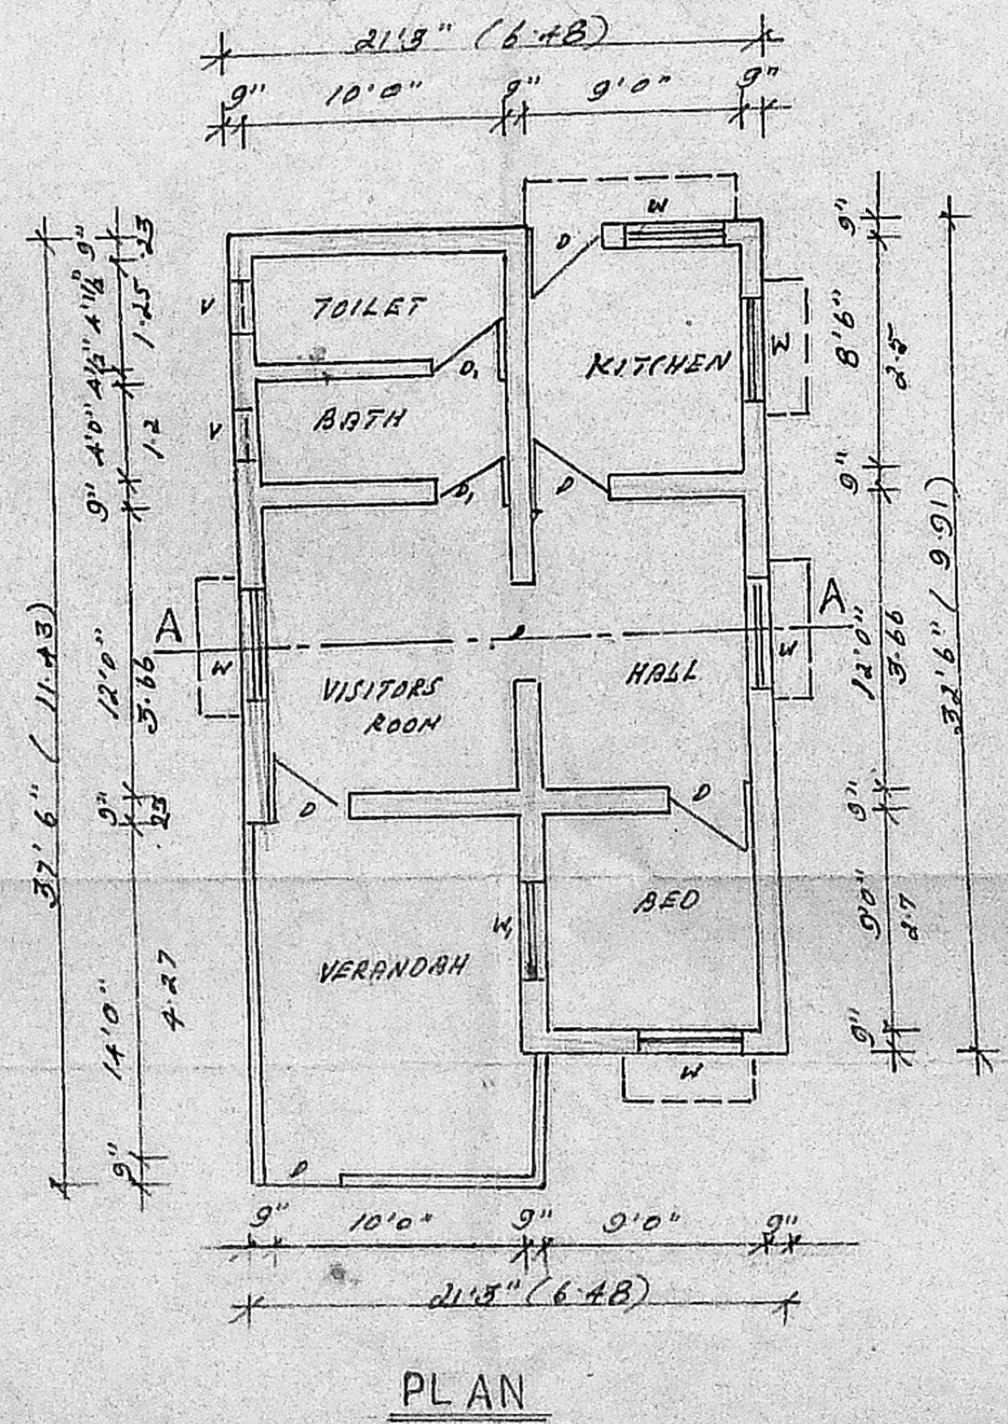 21'3" (6.48)
9" 10'0" 9" 9'0" 9"
W
D
V TOILET
D1
KITCHEN
W
V BATH
D1 D
A A
W W
VISITORS
ROOM
HALL
D D
BED
W1
VERANDAH
W
D
9" 4'1½" 4½" 4'0" 9" 12'0" 9" 14'0" 9"
.23 1.25 1.2 3.66 .23 4.27
37'6" (11.43)
9" 8'6" 9" 12'0" 9" 9'0" 9"
2.5 3.66 2.7
32'6" (9.91)
9" 10'0" 9" 9'0" 9"
21'3" (6.48)
PLAN